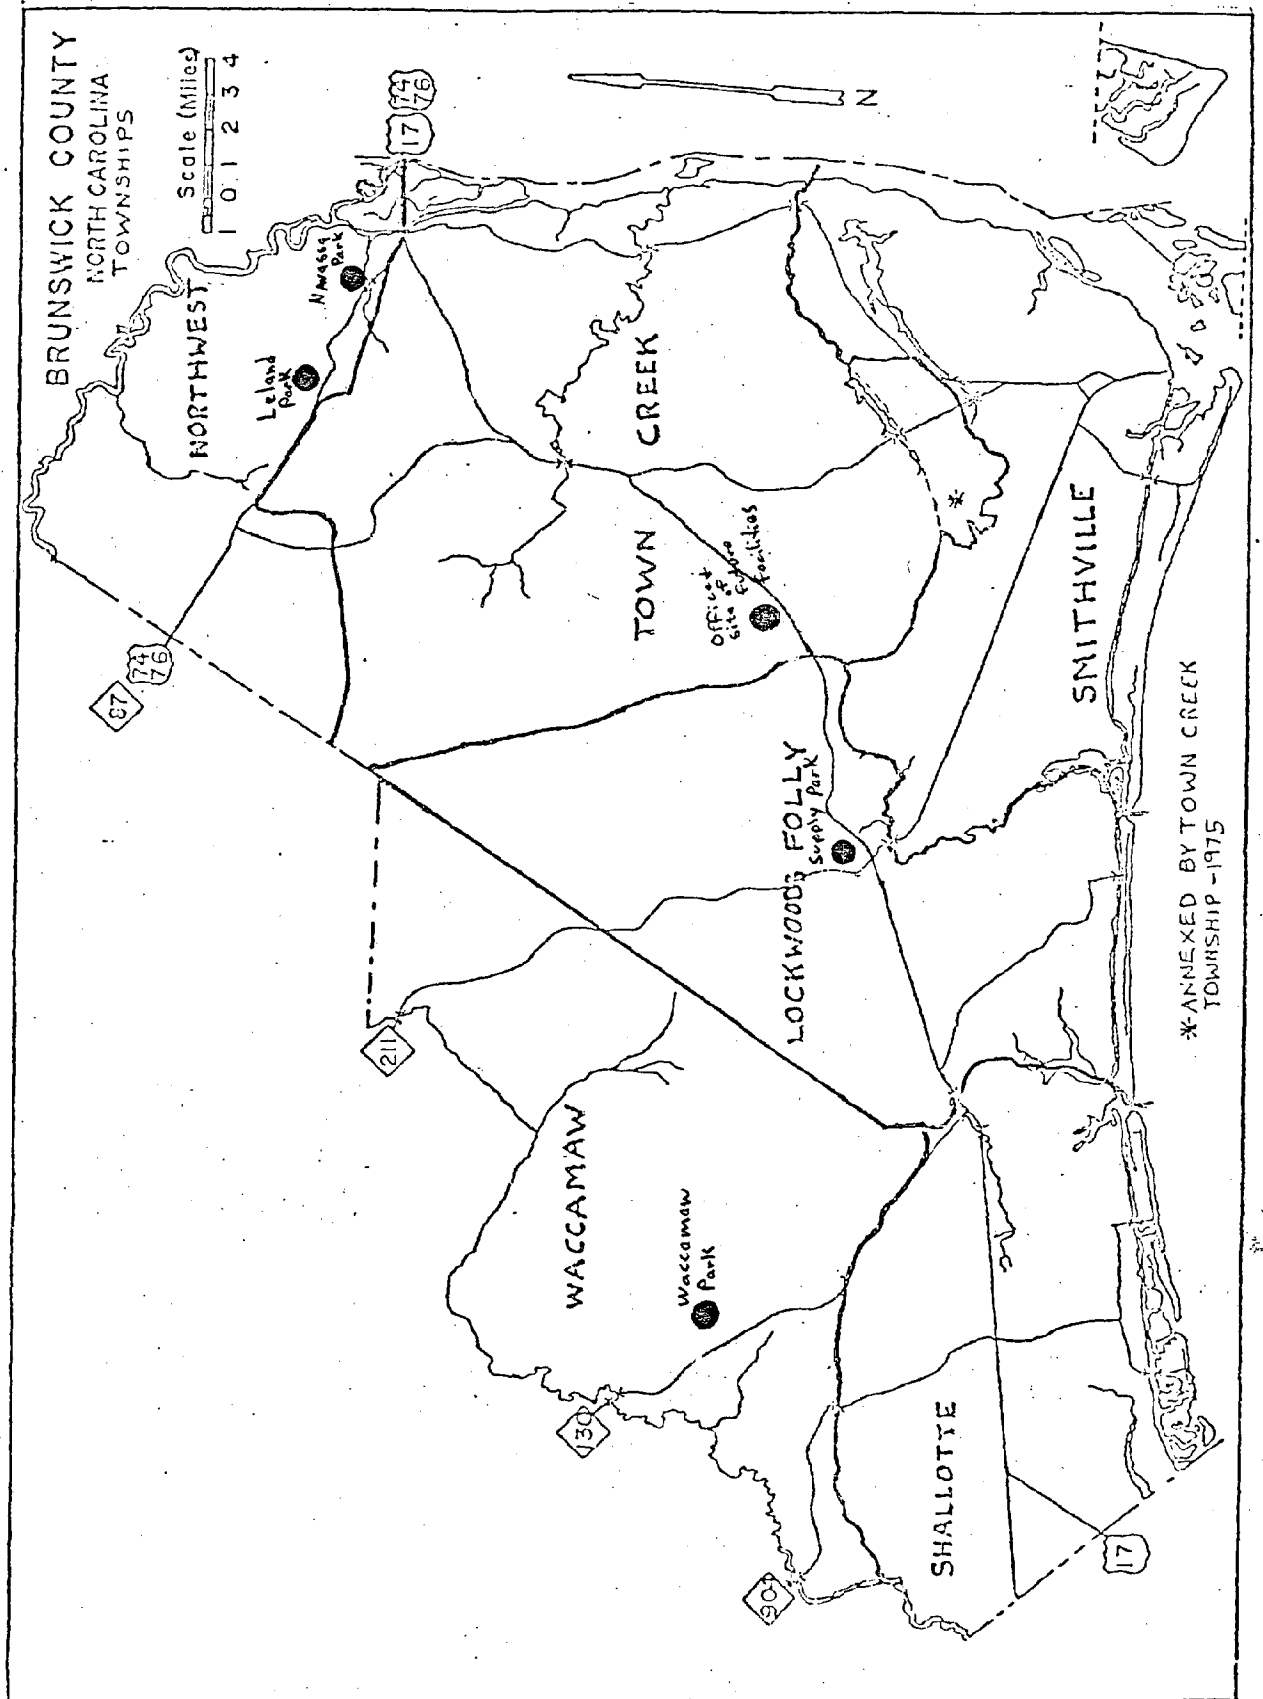 BRUNSWICK COUNTY
NORTH CAROLINA
TOWNSHIPS
Scale (Miles)
1 0 1 2 3 4
17
74
76
N
NORTHWEST
Navassa
Park
Leland
Park
87
74
76
TOWN CREEK
Office &
Site of
Future
Facilities
*
SMITHVILLE
LOCKWOODS FOLLY
Supply Park
211
WACCAMAW
Waccamaw
Park
130
SHALLOTTE
904
17
*ANNEXED BY TOWN CREEK
TOWNSHIP-1975